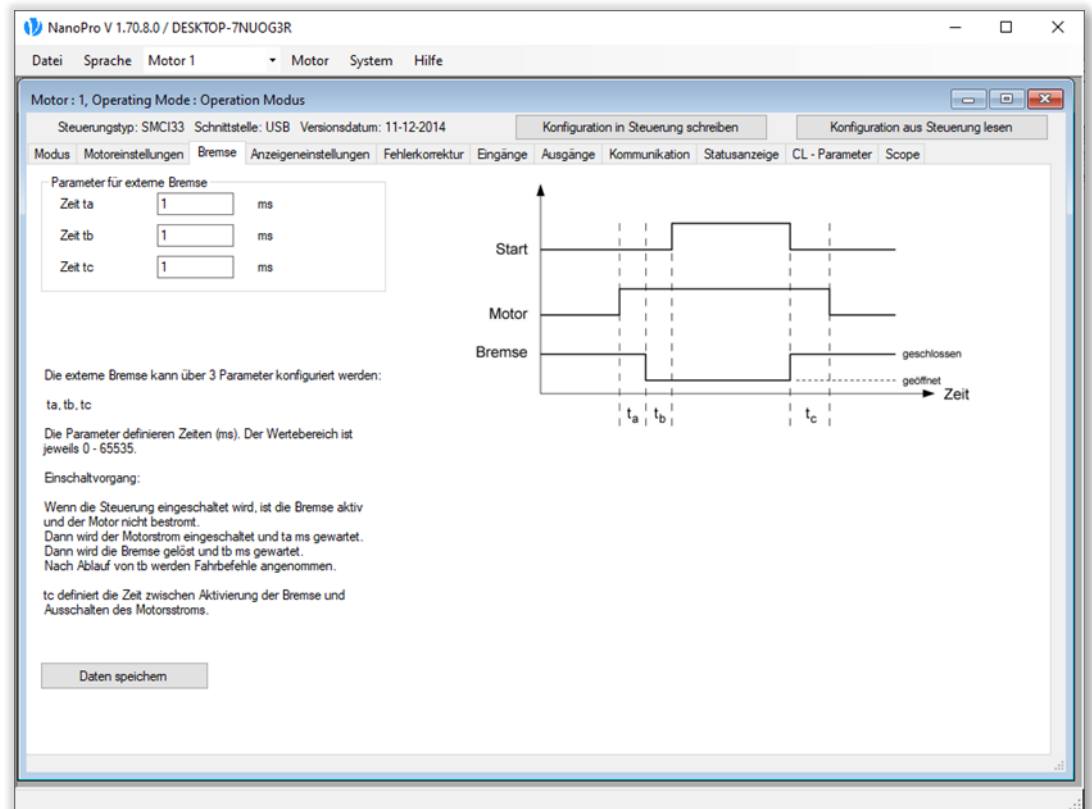 NanoPro V 1.70.8.0 / DESKTOP-7NUOG3R
Datei Sprache Motor 1 Motor System Hilfe
Motor : 1, Operating Mode : Operation Modus
Steuerungstyp: SMCI33 Schnittstelle: USB Versionsdatum: 11-12-2014 Konfiguration in Steuerung schreiben Konfiguration aus Steuerung lesen
Modus Motoreinstellungen Bremse Anzeigeneinstellungen Fehlerkorrektur Eingänge Ausgänge Kommunikation Statusanzeige CL - Parameter Scope
Parameter für externe Bremse
Zeit ta 1 ms
Zeit tb 1 ms
Zeit tc 1 ms
Die externe Bremse kann über 3 Parameter konfiguriert werden:
ta, tb, tc
Die Parameter definieren Zeiten (ms). Der Wertebereich ist
jeweils 0 - 65535.
Einschaltvorgang:
Wenn die Steuerung eingeschaltet wird, ist die Bremse aktiv
und der Motor nicht bestromt.
Dann wird der Motorstrom eingeschaltet und ta ms gewartet.
Dann wird die Bremse gelöst und tb ms gewartet.
Nach Ablauf von tb werden Fahrbefehle angenommen.
tc definiert die Zeit zwischen Aktivierung der Bremse und
Ausschalten des Motorsstroms.
Daten speichern
Start
Motor
Bremse
geschlossen
geöffnet
Zeit
ta tb tc